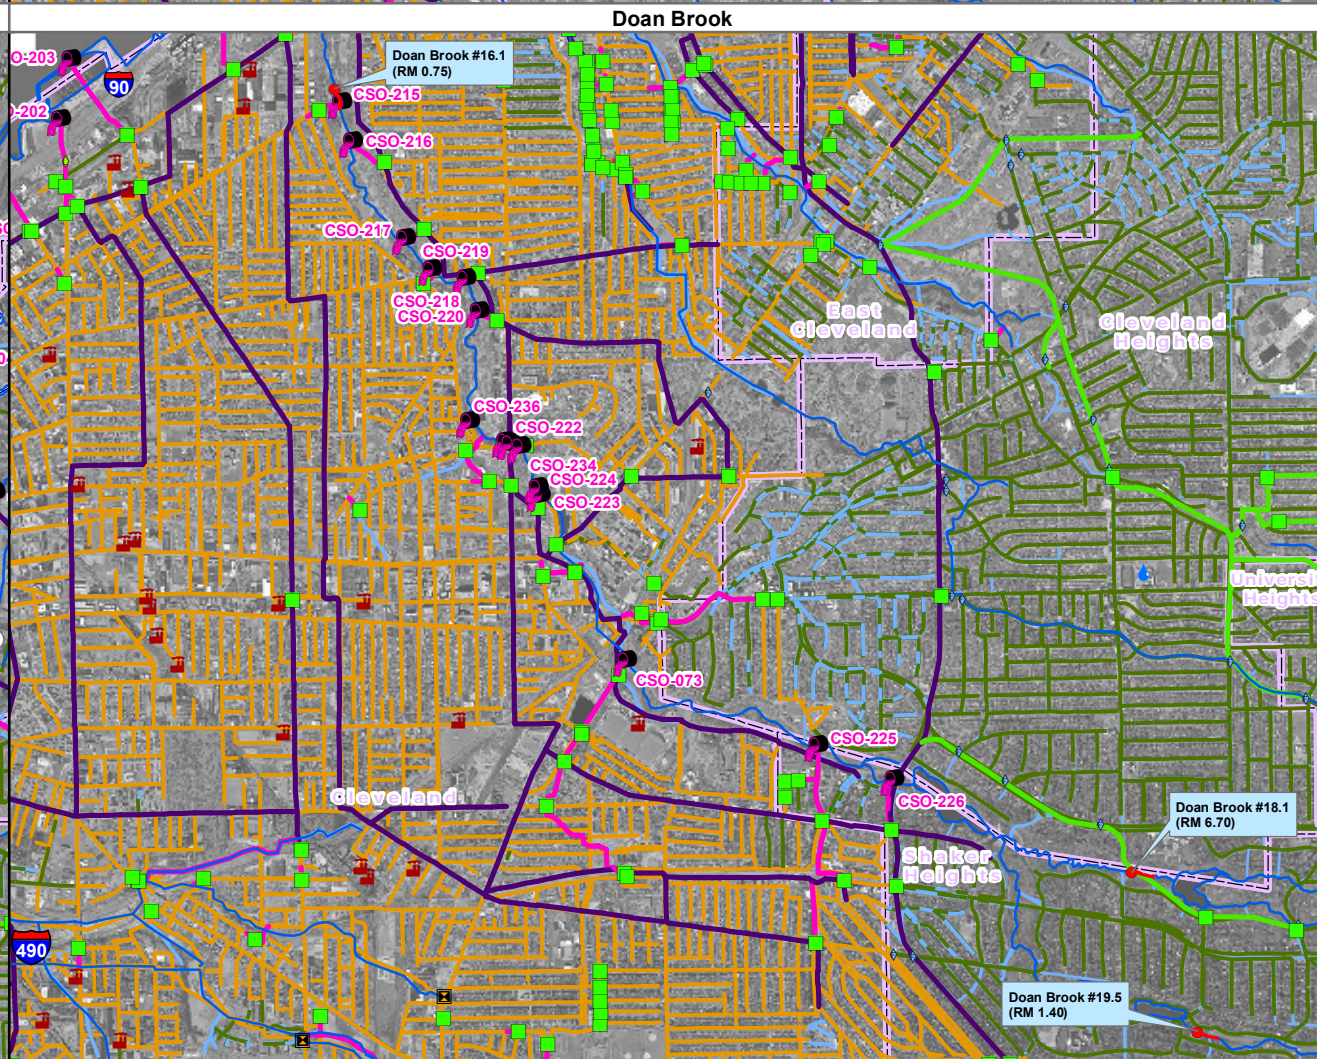 Doan Brook
O-203
90
Doan Brook #16.1
(RM 0.75)
CSO-215
-202
CSO-216
CSO-217
CSO-219
CSO-218
CSO-220
East
Cleveland
Cleveland
Heights
CSO-236
CSO-222
CSO-234
CSO-224
CSO-223
Universi
Heights
CSO-073
CSO-225
Cleveland
CSO-226
Doan Brook #18.1
(RM 6.70)
Shaker
Heights
490
Doan Brook #19.5
(RM 1.40)